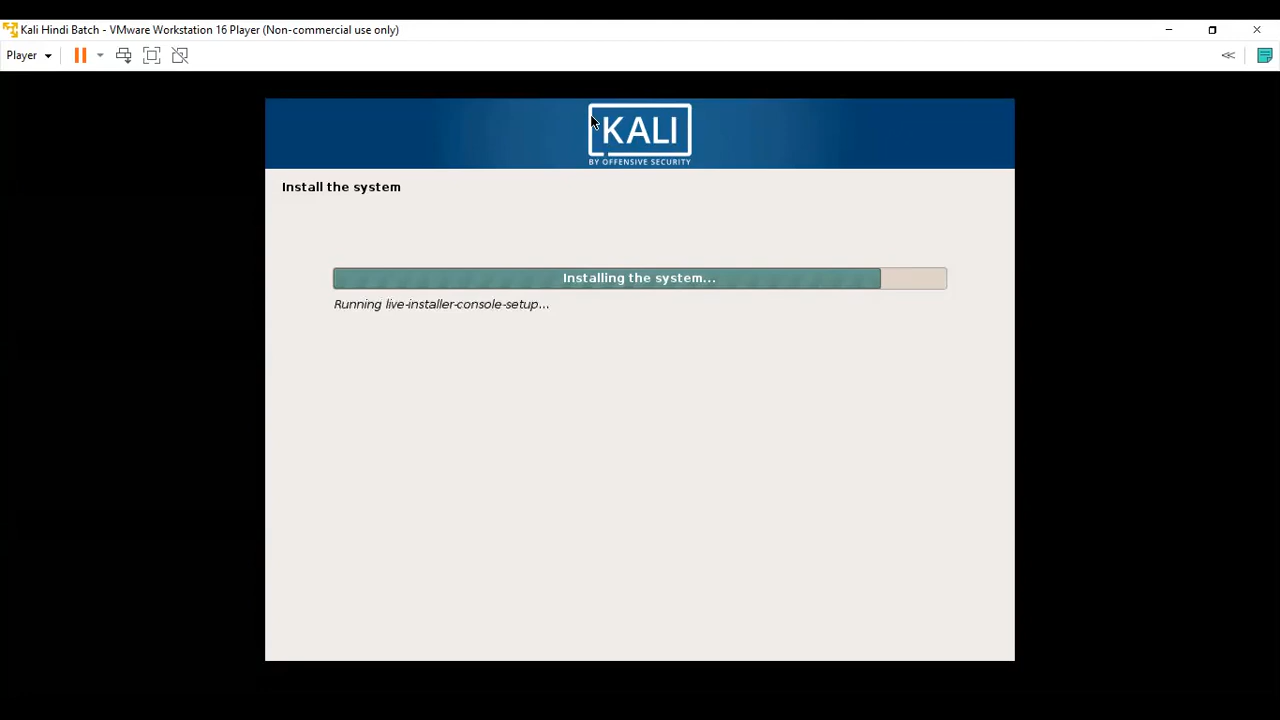 Kali Hindi Batch - VMware Workstation 16 Player (Non-commercial use only)
Player
KALI
BY OFFENSIVE SECURITY
Install the system
Installing the system...
Running live-installer-console-setup...